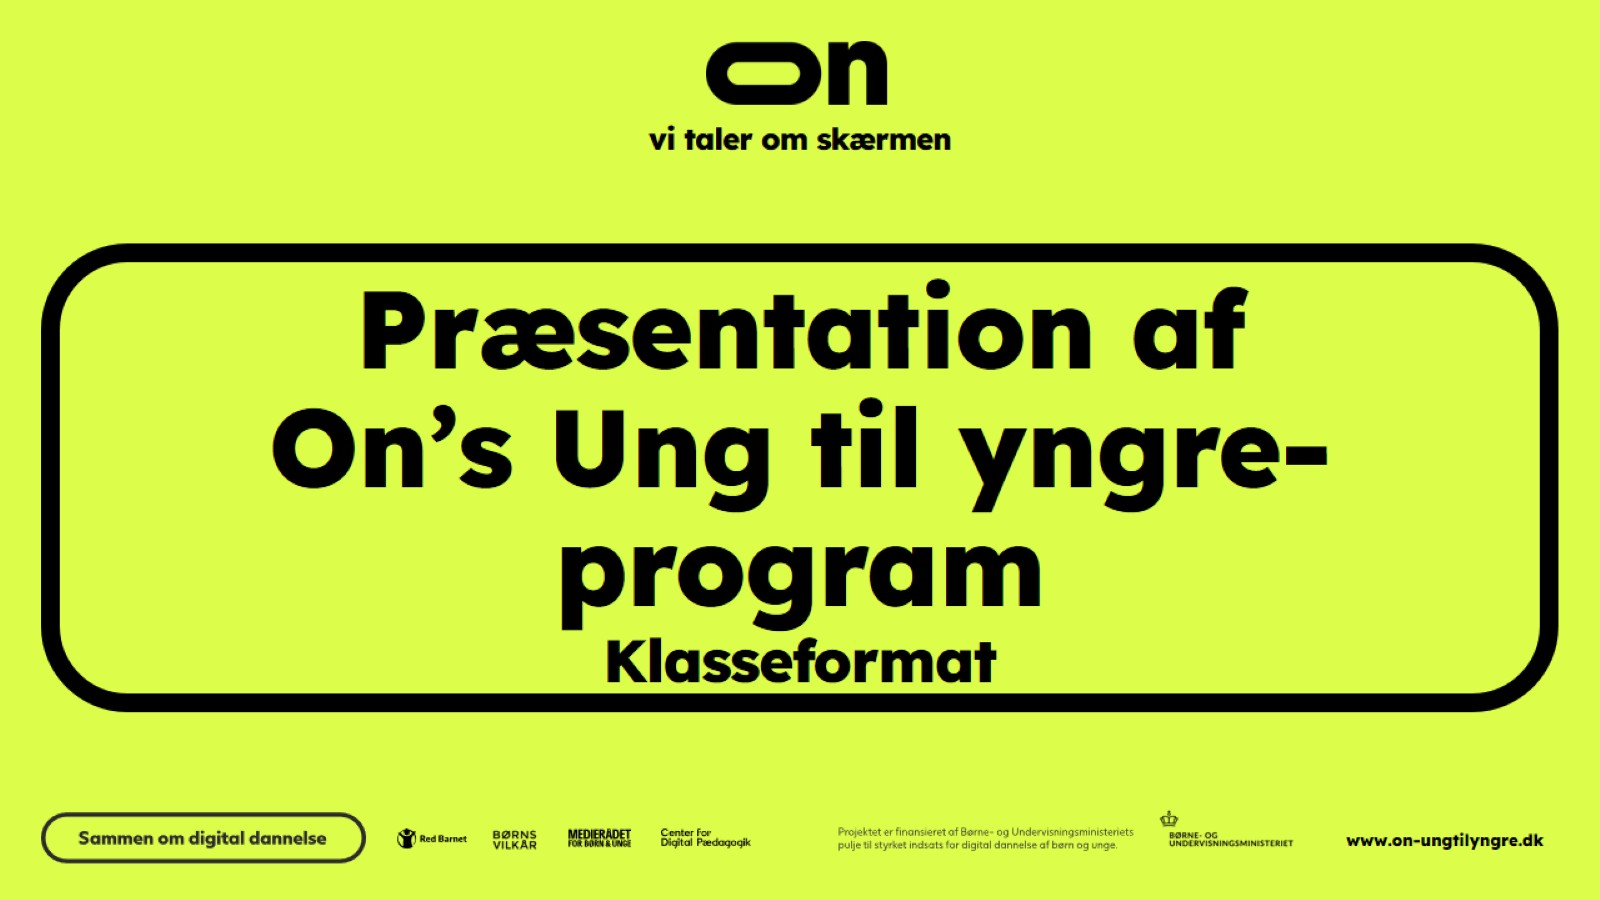 on
vi taler om skærmen
Præsentation af
On’s Ung til yngre-
program
Klasseformat
Sammen om digital dannelse
Red Barnet
BØRNS
VILKÅR
MEDIERÅDET
FOR BØRN & UNGE
Center For
Digital Pædagogik
Projektet er finansieret af Børne- og Undervisningsministeriets
pulje til styrket indsats for digital dannelse af børn og unge.
BØRNE- OG
UNDERVISNINGSMINISTERIET
www.on-ungtilyngre.dk